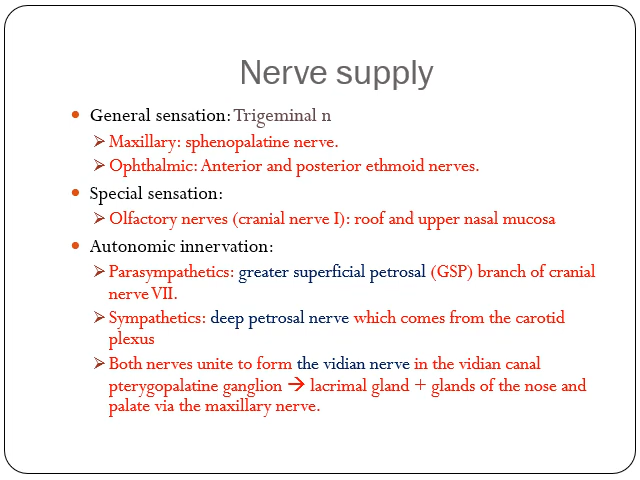 Nerve supply
• General sensation: Trigeminal n
➢ Maxillary: sphenopalatine nerve.
➢ Ophthalmic: Anterior and posterior ethmoid nerves.
• Special sensation:
➢ Olfactory nerves (cranial nerve I): roof and upper nasal mucosa
• Autonomic innervation:
➢ Parasympathetics: greater superficial petrosal (GSP) branch of cranial
nerve VII.
➢ Sympathetics: deep petrosal nerve which comes from the carotid
plexus
➢ Both nerves unite to form the vidian nerve in the vidian canal
pterygopalatine ganglion → lacrimal gland + glands of the nose and
palate via the maxillary nerve.